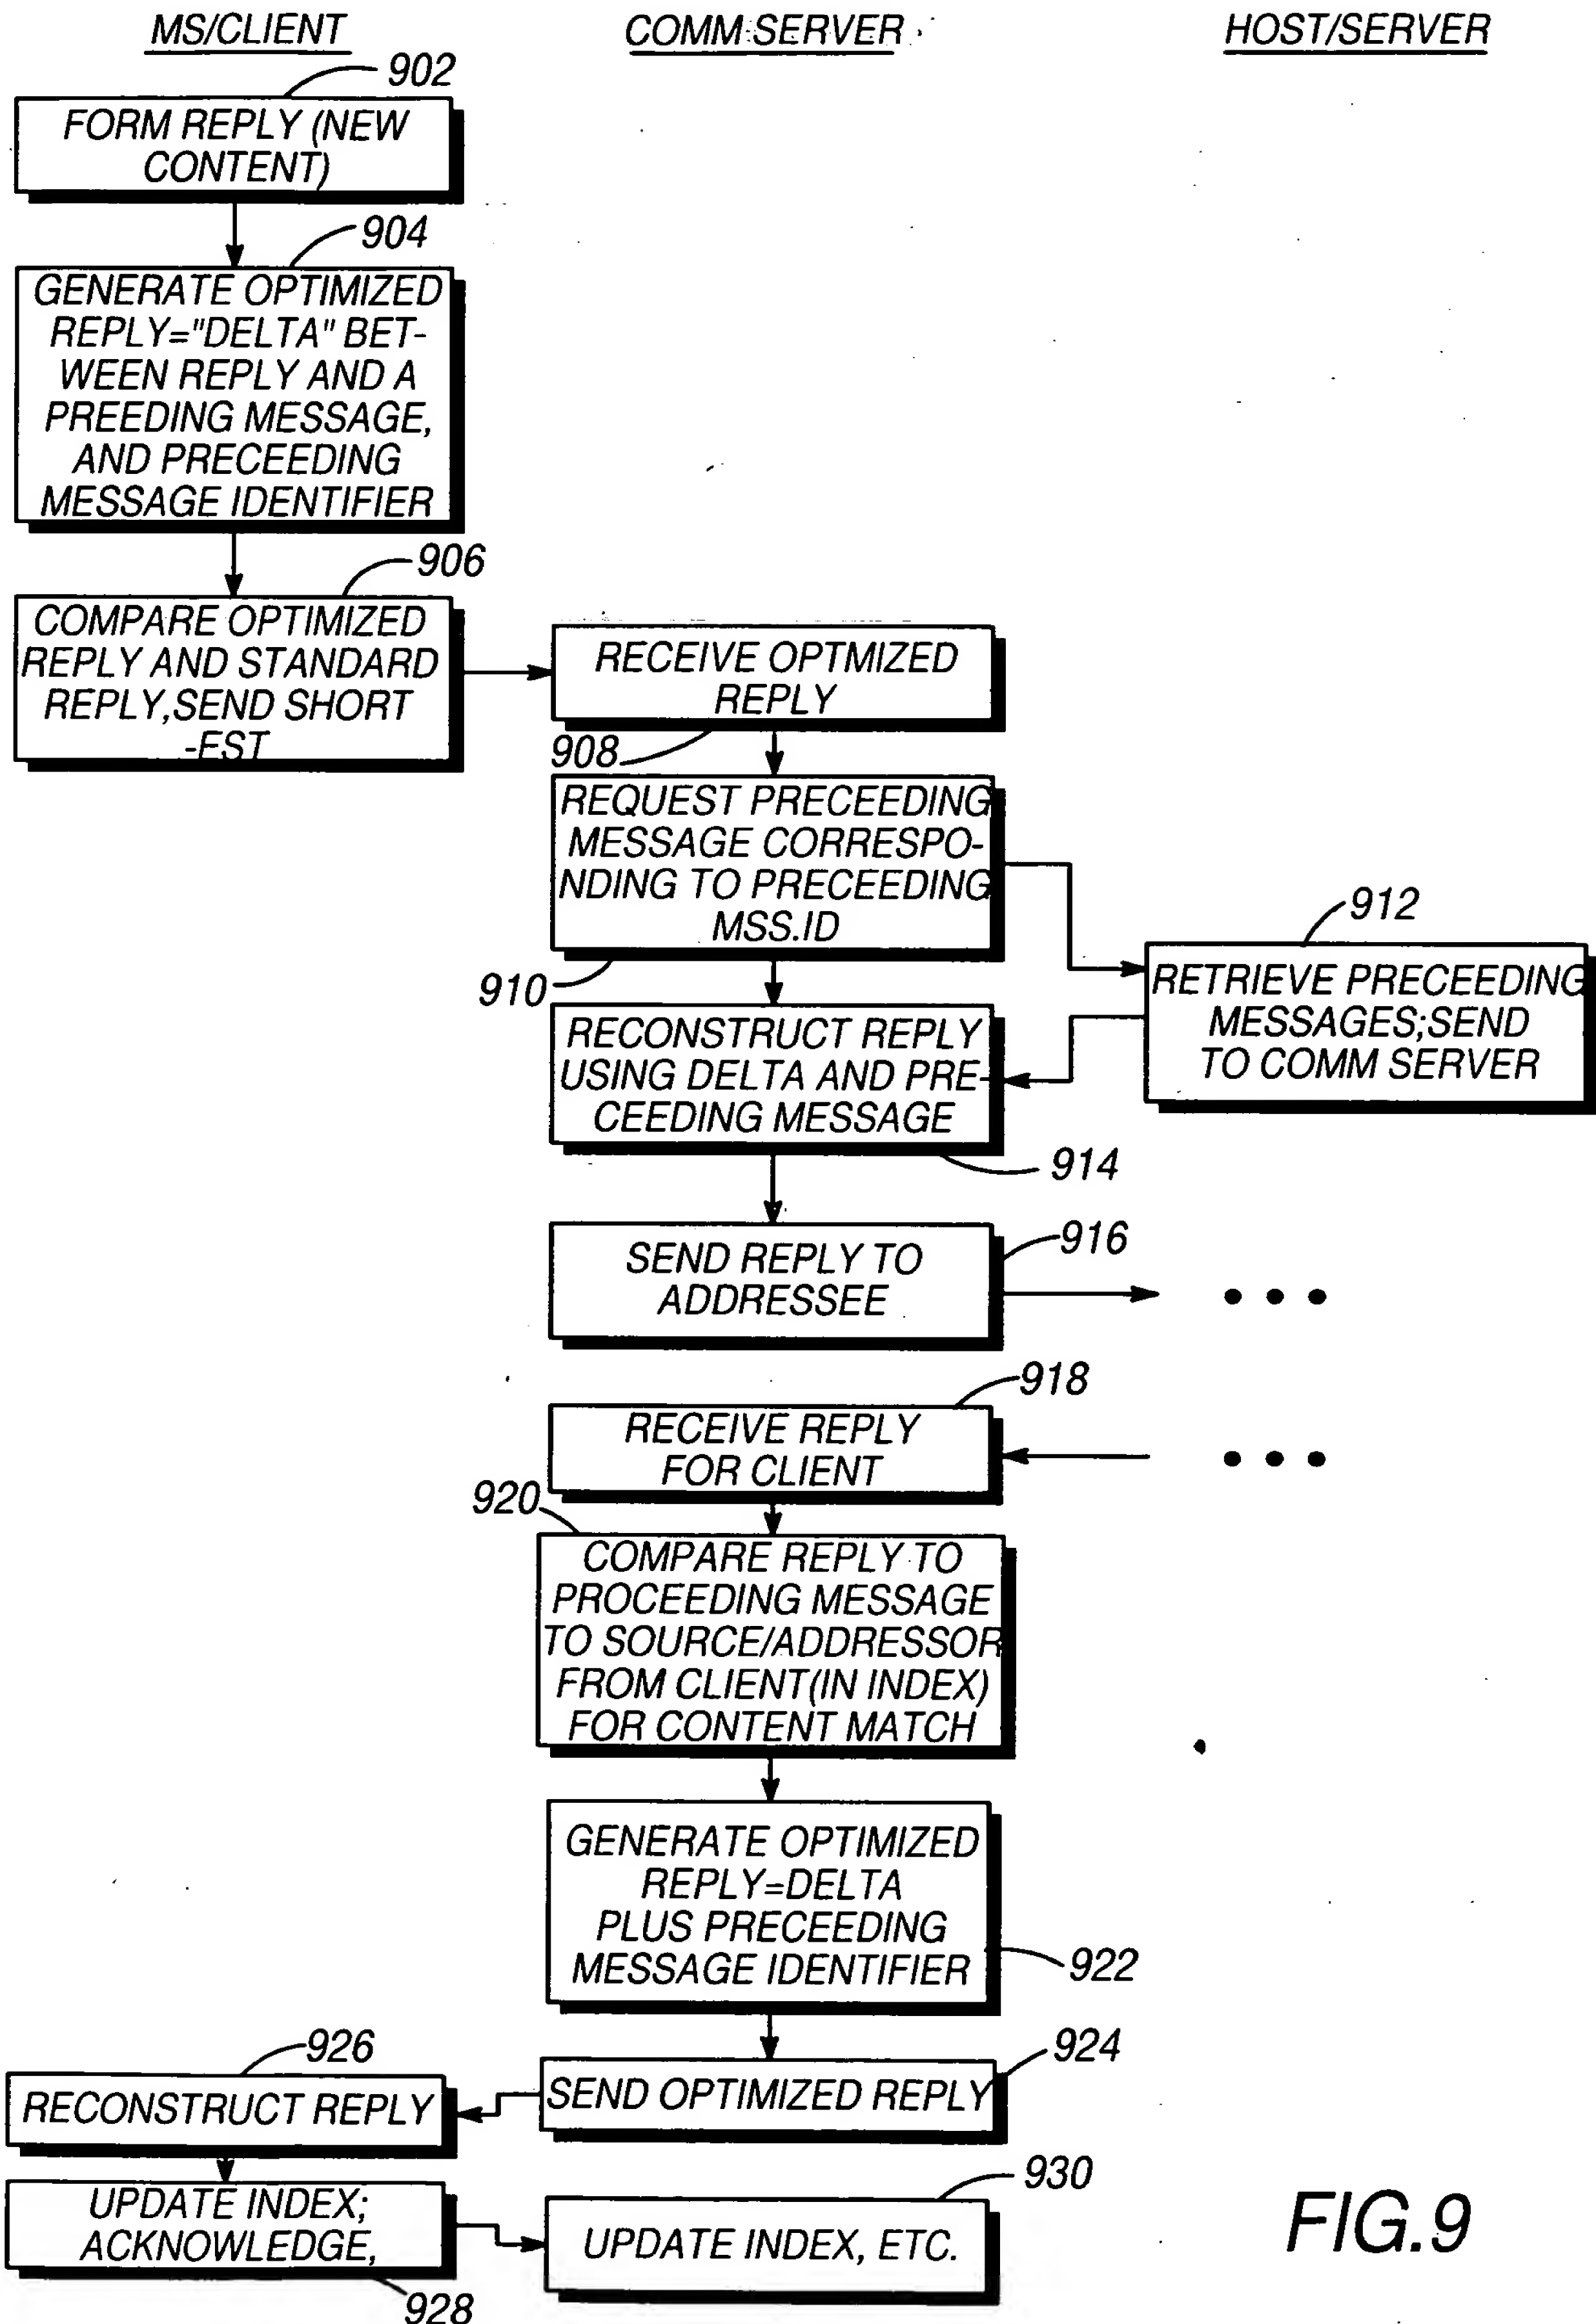 MS/CLIENT
COMM SERVER
HOST/SERVER
902
FORM REPLY (NEW
CONTENT)
904
GENERATE OPTIMIZED
REPLY="DELTA" BET-
WEEN REPLY AND A
PREEDING MESSAGE,
AND PRECEEDING
MESSAGE IDENTIFIER
906
COMPARE OPTIMIZED
REPLY AND STANDARD
REPLY,SEND SHORT
-EST
RECEIVE OPTMIZED
REPLY
908
REQUEST PRECEEDING
MESSAGE CORRESPO-
NDING TO PRECEEDING
MSS.ID
910
912
RETRIEVE PRECEEDING
MESSAGES;SEND
TO COMM SERVER
RECONSTRUCT REPLY
USING DELTA AND PRE-
CEEDING MESSAGE
914
SEND REPLY TO
ADDRESSEE
916
• • •
918
RECEIVE REPLY
FOR CLIENT
• • •
920
COMPARE REPLY TO
PROCEEDING MESSAGE
TO SOURCE/ADDRESSOR
FROM CLIENT(IN INDEX)
FOR CONTENT MATCH
GENERATE OPTIMIZED
REPLY=DELTA
PLUS PRECEEDING
MESSAGE IDENTIFIER
922
924
SEND OPTIMIZED REPLY
926
RECONSTRUCT REPLY
UPDATE INDEX;
ACKNOWLEDGE,
928
930
UPDATE INDEX, ETC.
FIG.9